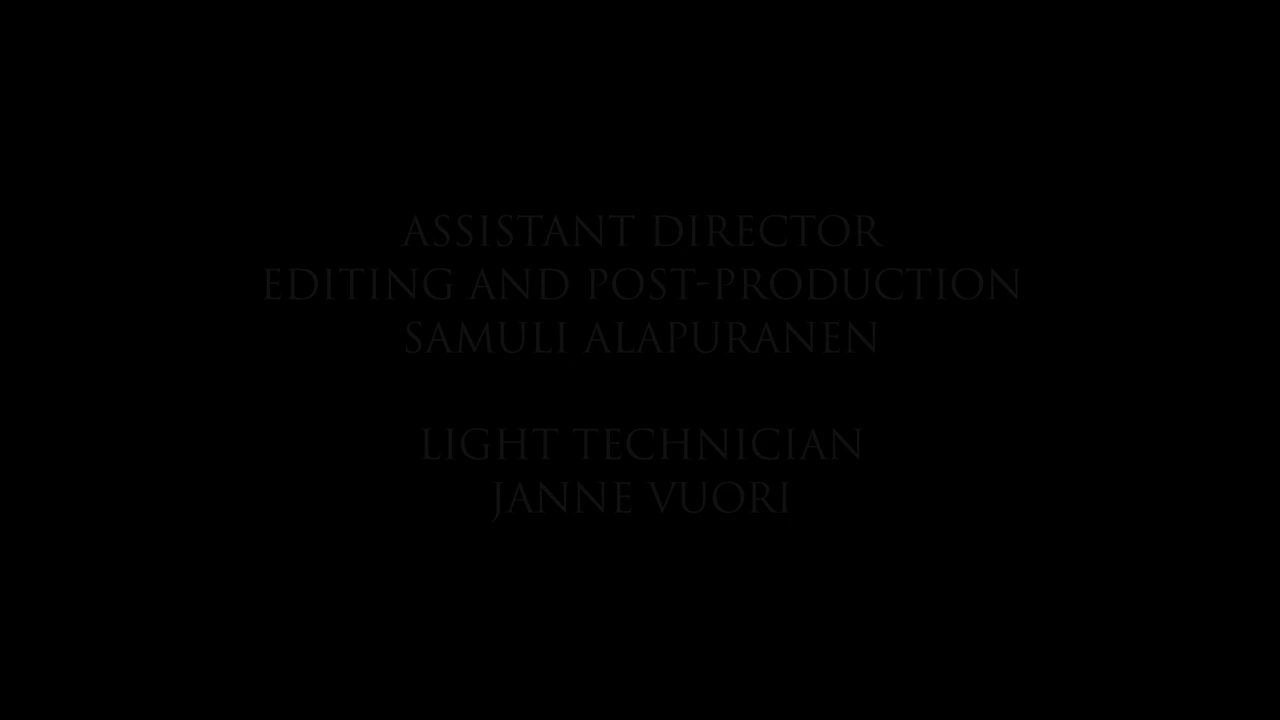 ASSISTANT DIRECTOR
EDITING AND POST-PRODUCTION
SAMULI ALAPURANEN
LIGHT TECHNICIAN
JANNE VUORI